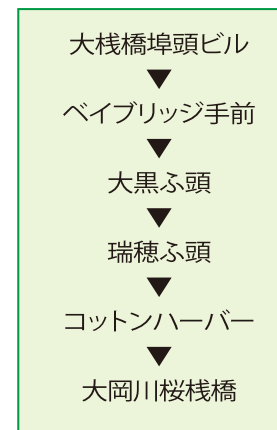 大桟橋埠頭ビル
▼
ベイブリッジ手前
▼
大黒ふ頭
▼
瑞穂ふ頭
▼
コットンハーバー
▼
大岡川桜桟橋